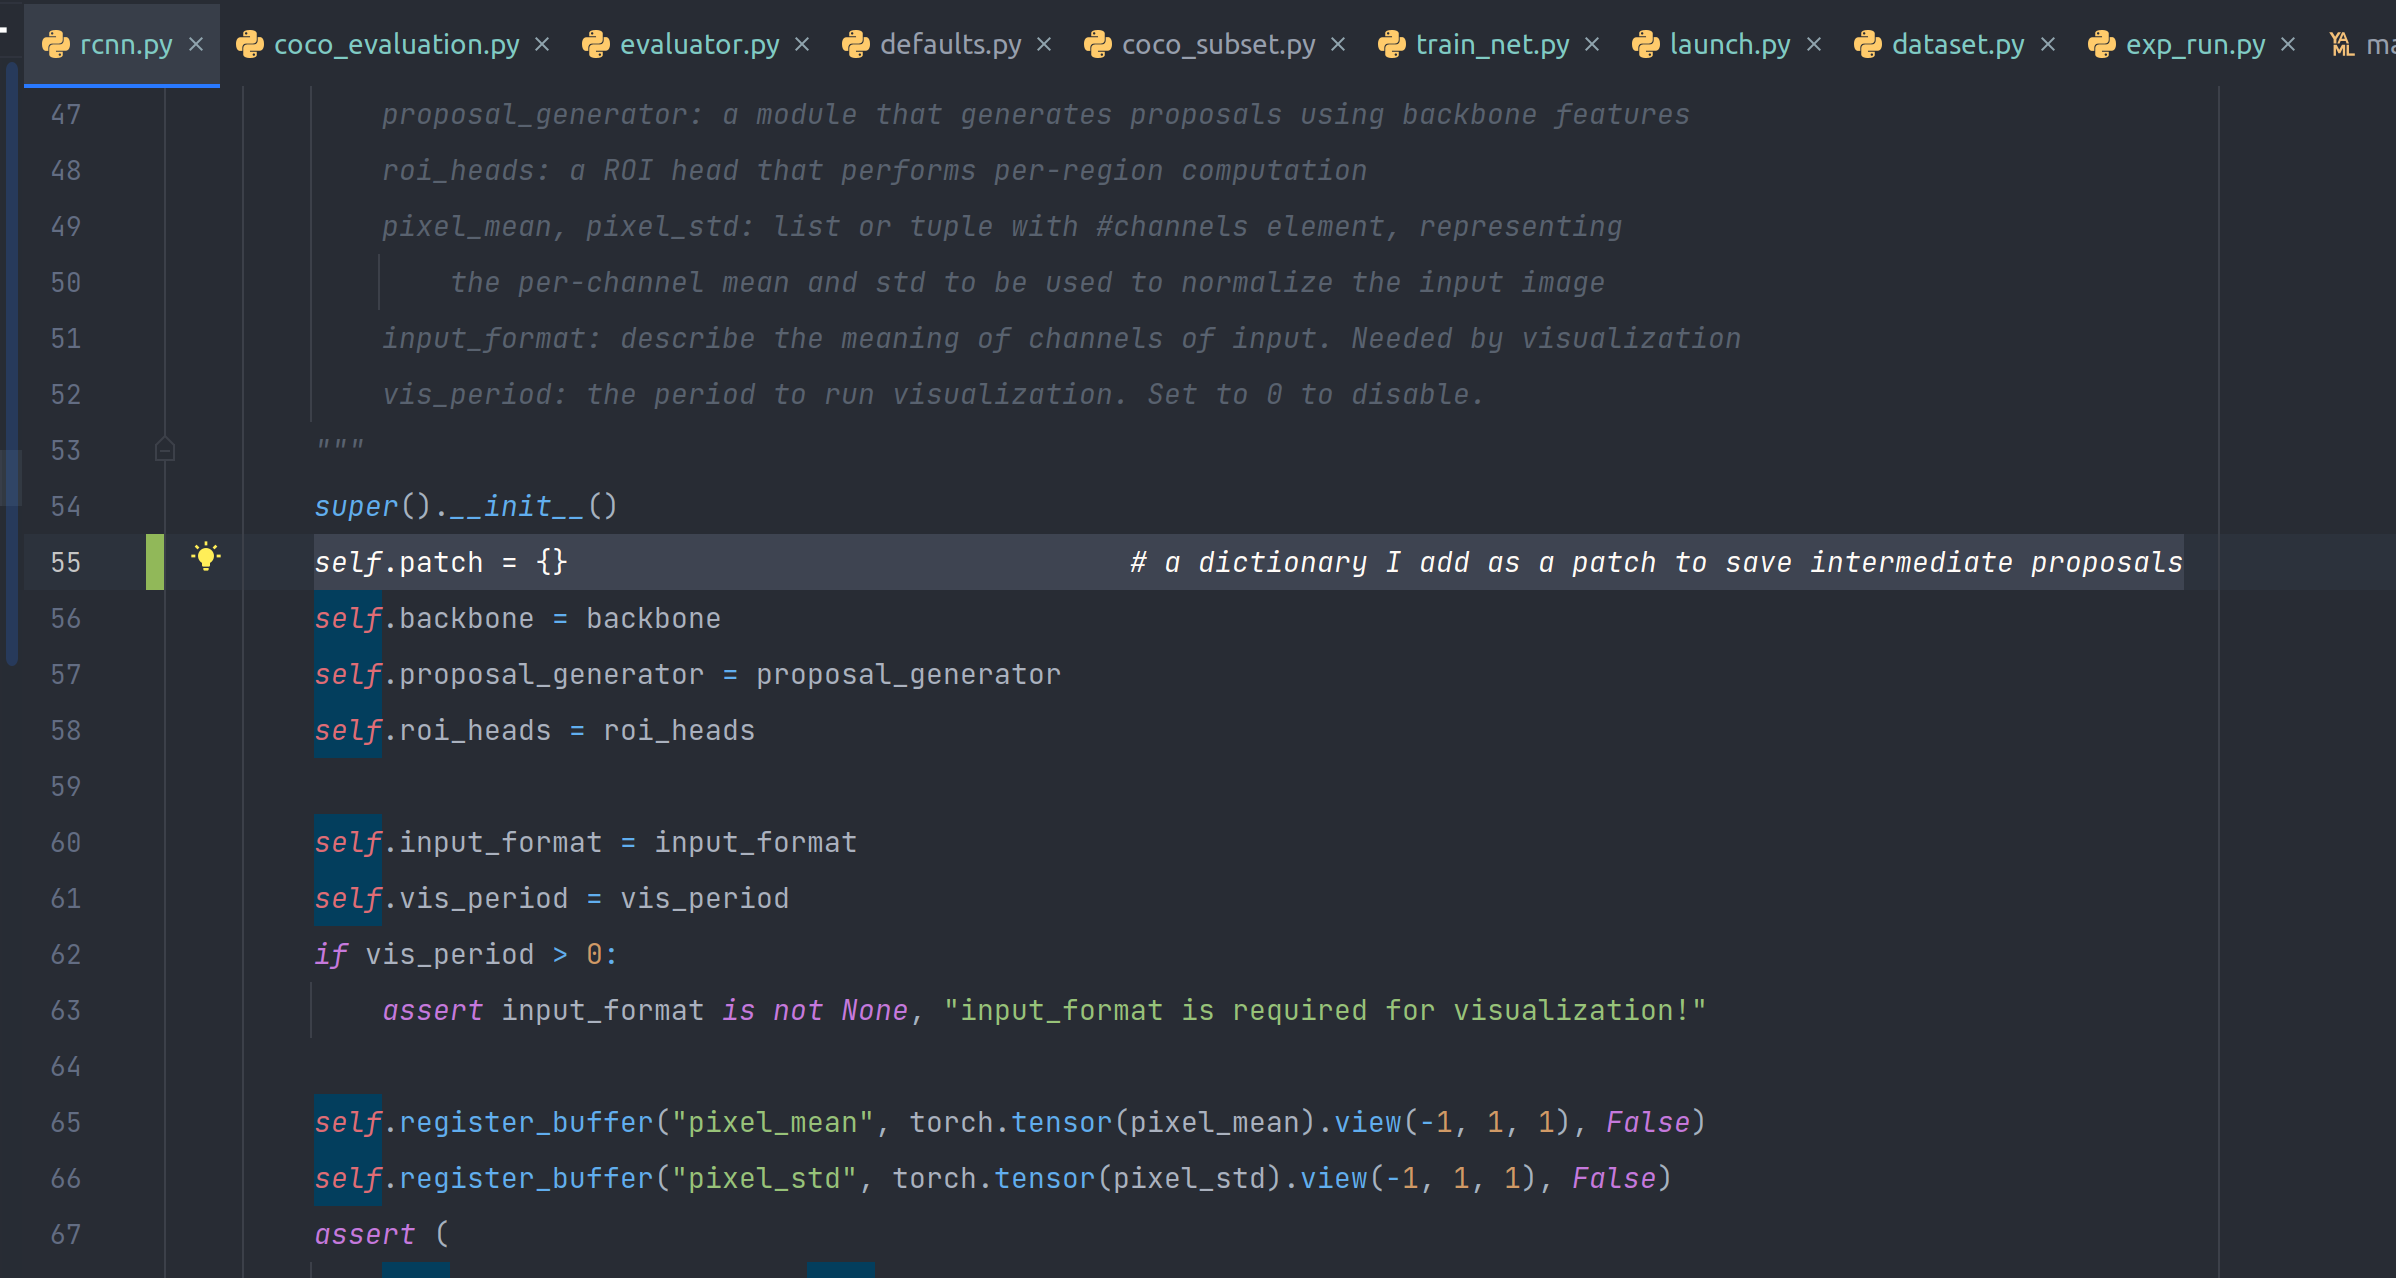 rcnn.py × coco_evaluation.py × evaluator.py × defaults.py × coco_subset.py × train_net.py × launch.py × dataset.py × exp_run.py × YAML
47 proposal_generator: a module that generates proposals using backbone features
48 roi_heads: a ROI head that performs per-region computation
49 pixel_mean, pixel_std: list or tuple with #channels element, representing
50 the per-channel mean and std to be used to normalize the input image
51 input_format: describe the meaning of channels of input. Needed by visualization
52 vis_period: the period to run visualization. Set to 0 to disable.
53 """
54 super().__init__()
55 self.patch = {} # a dictionary I add as a patch to save intermediate proposals
56 self.backbone = backbone
57 self.proposal_generator = proposal_generator
58 self.roi_heads = roi_heads
59
60 self.input_format = input_format
61 self.vis_period = vis_period
62 if vis_period > 0:
63 assert input_format is not None, "input_format is required for visualization!"
64
65 self.register_buffer("pixel_mean", torch.tensor(pixel_mean).view(-1, 1, 1), False)
66 self.register_buffer("pixel_std", torch.tensor(pixel_std).view(-1, 1, 1), False)
67 assert (